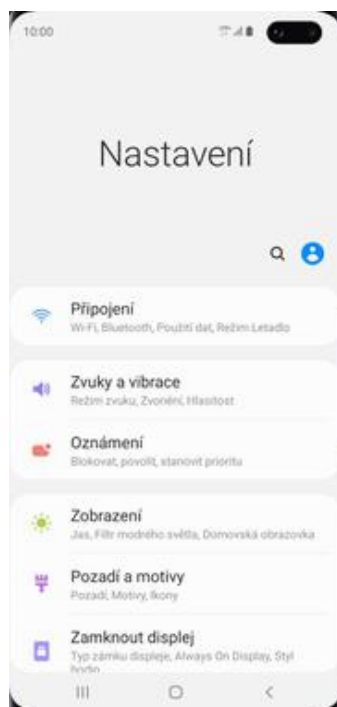 10:00
Nastavení
Připojení
Wi-Fi, Bluetooth, Použití dat, Režim Letadlo
Zvuky a vibrace
Režim zvuku, Zvonění, Hlasitost
Oznámení
Blokovat, povolit, stanovit prioritu
Zobrazení
Jas, Filtr modrého světla, Domovská obrazovka
Pozadí a motivy
Pozadí, Motivy, Ikony
Zamknout displej
Typ zámku displeje, Always On Display, Styl
hodin